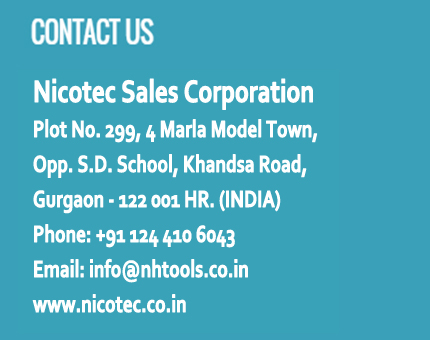 CONTACT US
Nicotec Sales Corporation
Plot No. 299, 4 Marla Model Town,
Opp. S.D. School, Khandsa Road,
Gurgaon - 122 001 HR. (INDIA)
Phone: +91 124 410 6043
Email: info@nhtools.co.in
www.nicotec.co.in